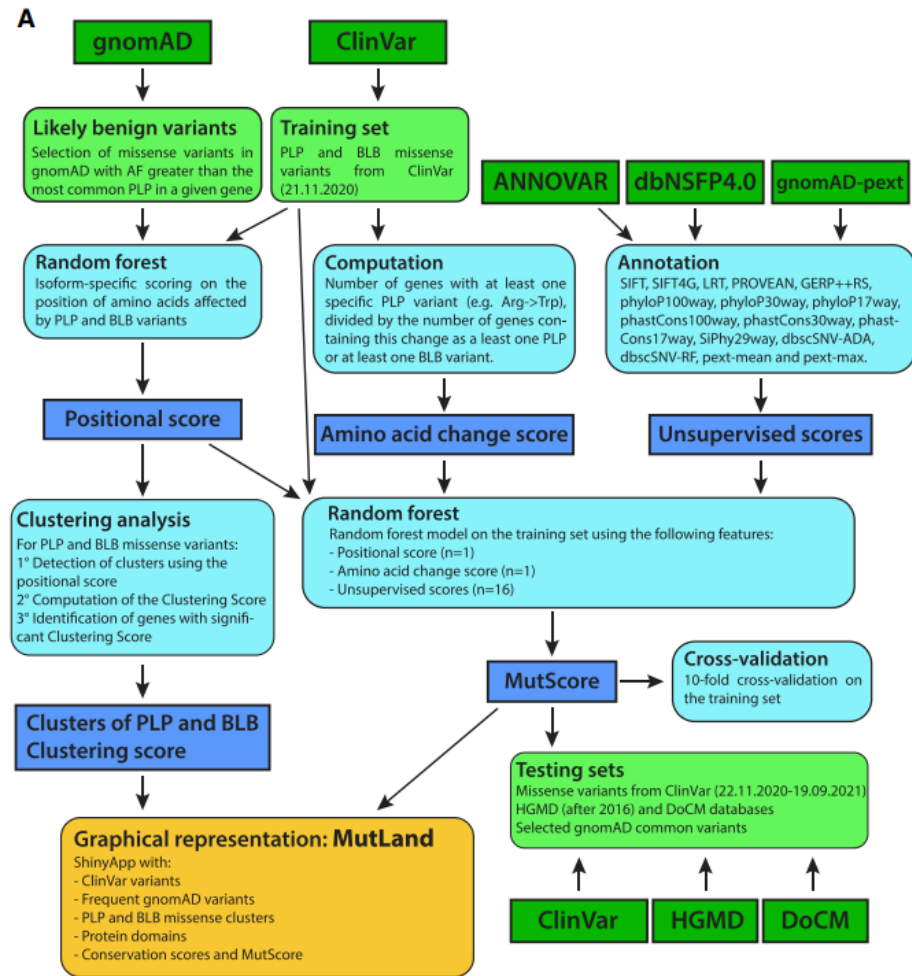 A
gnomAD
ClinVar
Likely benign variants
Selection of missense variants in
gnomAD with AF greater than the
most common PLP in a given gene
Training set
PLP and BLB missense
variants from ClinVar
(21.11.2020)
ANNOVAR
dbNSFP4.0
gnomAD-pext
Random forest
Isoform-specific scoring on the
position of amino acids affected
by PLP and BLB variants
Computation
Number of genes with at least one
specific PLP variant (e.g. Arg->Trp),
divided by the number of genes con-
taining this change as a least one PLP
or at least one BLB variant.
Annotation
SIFT, SIFT4G, LRT, PROVEAN, GERP++RS,
phyloP100way, phyloP30way, phyloP17way,
phastCons100way, phastCons30way, phast-
Cons17way, SiPhy29way, dbscSNV-ADA,
dbscSNV-RF, pext-mean and pext-max.
Positional score
Amino acid change score
Unsupervised scores
Clustering analysis
For PLP and BLB missense variants:
1° Detection of clusters using the
positional score
2° Computation of the Clustering Score
3° Identification of genes with signifi-
cant Clustering Score
Random forest
Random forest model on the training set using the following features:
- Positional score (n=1)
- Amino acid change score (n=1)
- Unsupervised scores (n=16)
MutScore
Cross-validation
10-fold cross-validation on
the training set
Clusters of PLP and BLB
Clustering score
Testing sets
Missense variants from ClinVar (22.11.2020-19.09.2021)
HGMD (after 2016) and DoCM databases
Selected gnomAD common variants
Graphical representation: MutLand
ShinyApp with:
- ClinVar variants
- Frequent gnomAD variants
- PLP and BLB missense clusters
- Protein domains
- Conservation scores and MutScore
ClinVar
HGMD
DoCM